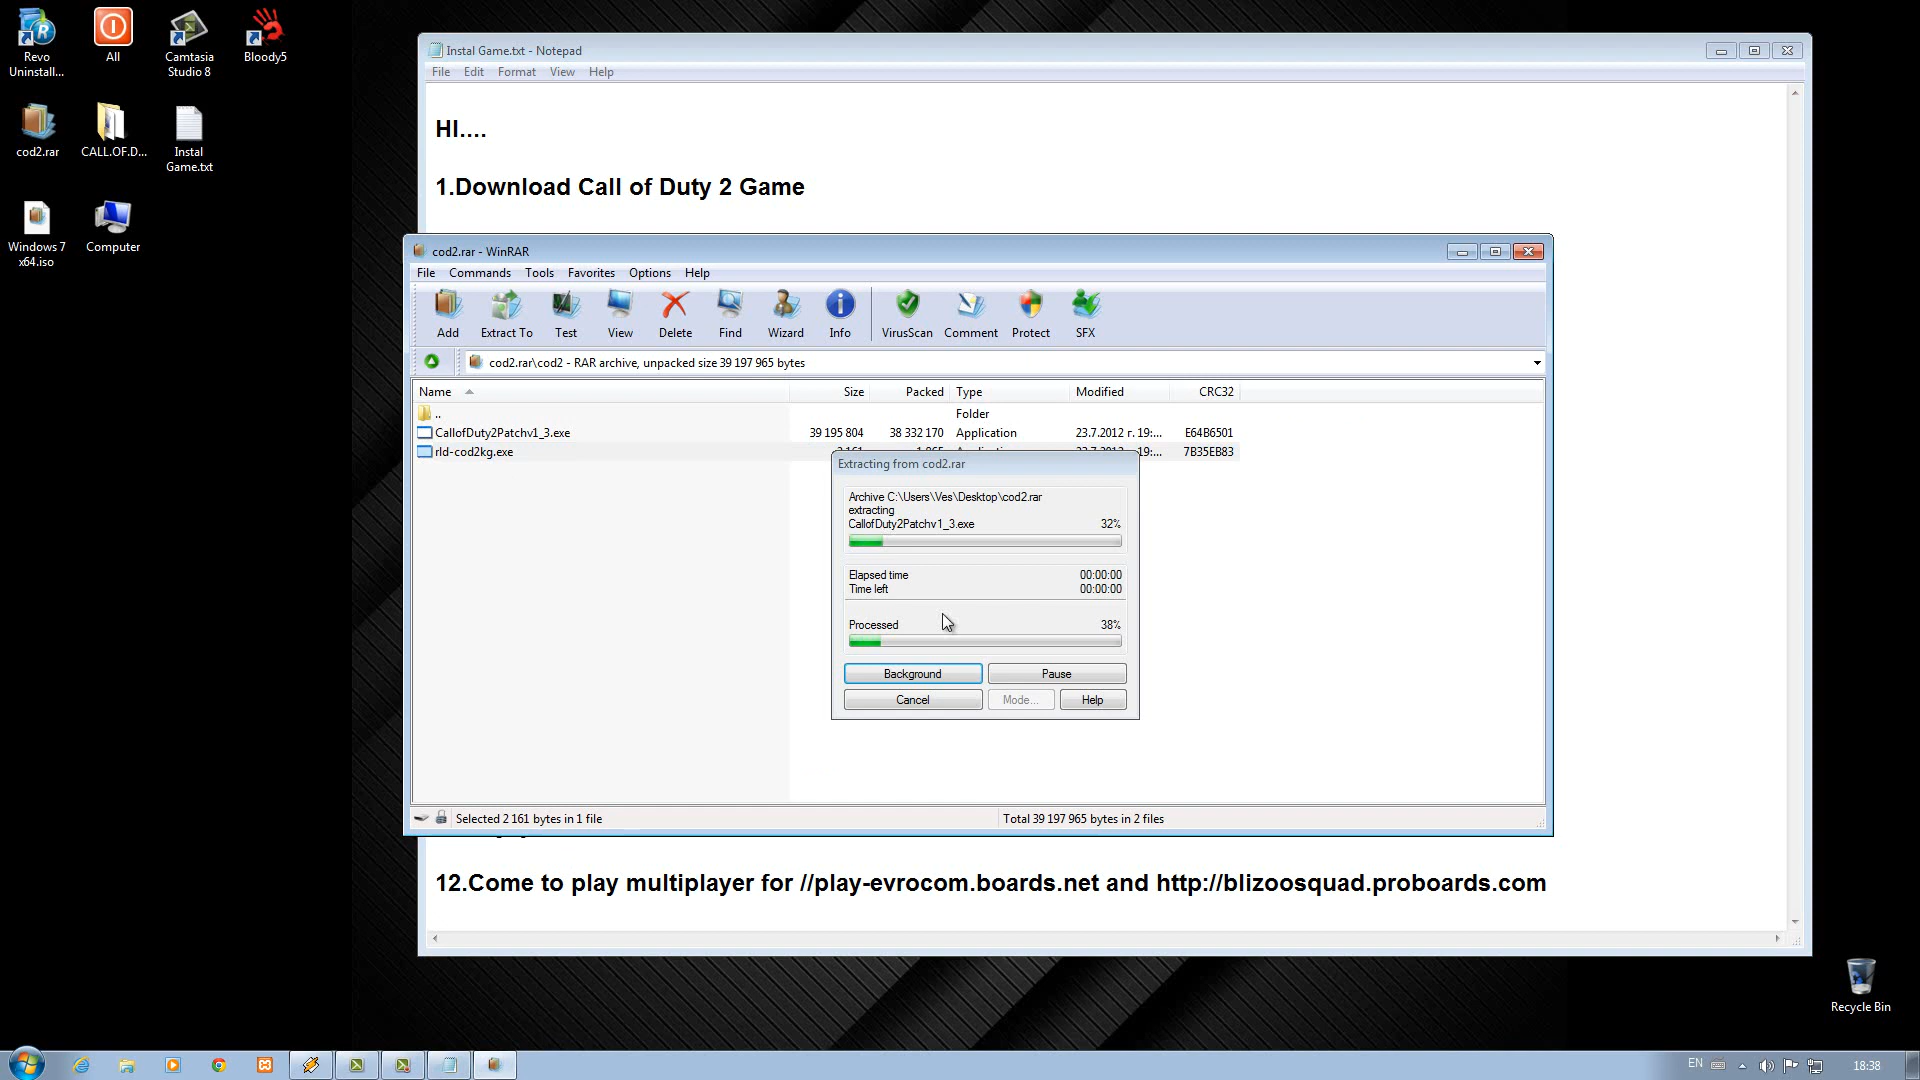 Revo
Uninstall...
All
Camtasia
Studio 8
Bloody5
cod2.rar
CALL.OF.D...
Instal
Game.txt
Windows 7
x64.iso
Computer
Instal Game.txt - Notepad
File Edit Format View Help
HI....
1.Download Call of Duty 2 Game
cod2.rar - WinRAR
File Commands Tools Favorites Options Help
Add Extract To Test View Delete Find Wizard Info VirusScan Comment Protect SFX
cod2.rar\cod2 - RAR archive, unpacked size 39 197 965 bytes
Name Size Packed Type Modified CRC32
.. Folder
CallofDuty2Patchv1_3.exe 39 195 804 38 332 170 Application 23.7.2012 г. 19:... E64B6501
rld-cod2kg.exe 19:... 7B35EB83
Extracting from cod2.rar
Archive C:\Users\Ves\Desktop\cod2.rar
extracting
CallofDuty2Patchv1_3.exe 32%
Elapsed time 00:00:00
Time left 00:00:00
Processed 38%
Background Pause
Cancel Mode... Help
Selected 2 161 bytes in 1 file Total 39 197 965 bytes in 2 files
12.Come to play multiplayer for //play-evrocom.boards.net and http://blizoosquad.proboards.com
Recycle Bin
EN 18:38